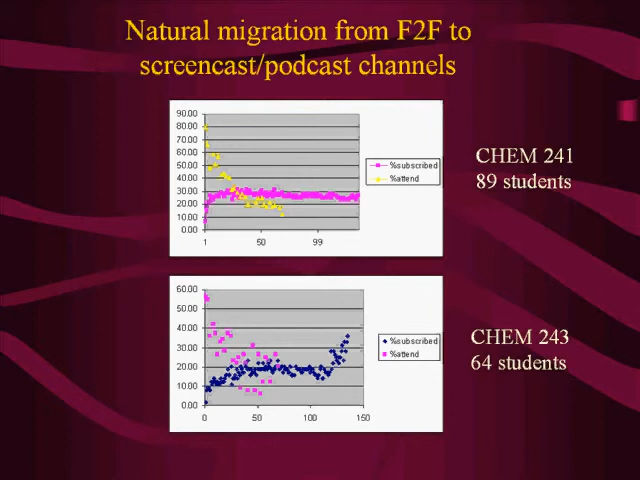 Natural migration from F2F to
screencast/podcast channels
90.00
80.00
70.00
60.00
50.00
40.00
30.00
20.00
10.00
0.00
1 50 99
%subscribed
%attend
CHEM 241
89 students
60.00
50.00
40.00
30.00
20.00
10.00
0.00
0 50 100 150
%subscribed
%attend
CHEM 243
64 students